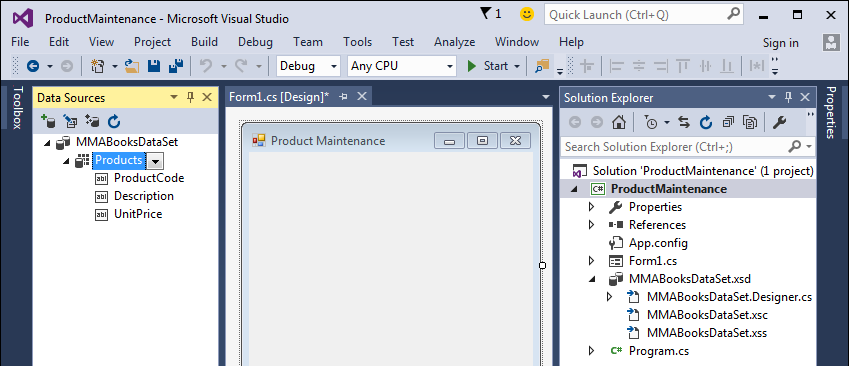 ProductMaintenance - Microsoft Visual Studio
1
Quick Launch (Ctrl+Q)
File Edit View Project Build Debug Team Tools Test Analyze Window Help Sign in
Debug Any CPU Start
Toolbox
Data Sources
MMABooksDataSet
Products
ProductCode
Description
UnitPrice
Form1.cs [Design]*
Product Maintenance
Solution Explorer
Search Solution Explorer (Ctrl+;)
Solution 'ProductMaintenance' (1 project)
C# ProductMaintenance
Properties
References
App.config
Form1.cs
MMABooksDataSet.xsd
MMABooksDataSet.Designer.cs
MMABooksDataSet.xsc
MMABooksDataSet.xss
C# Program.cs
Properties